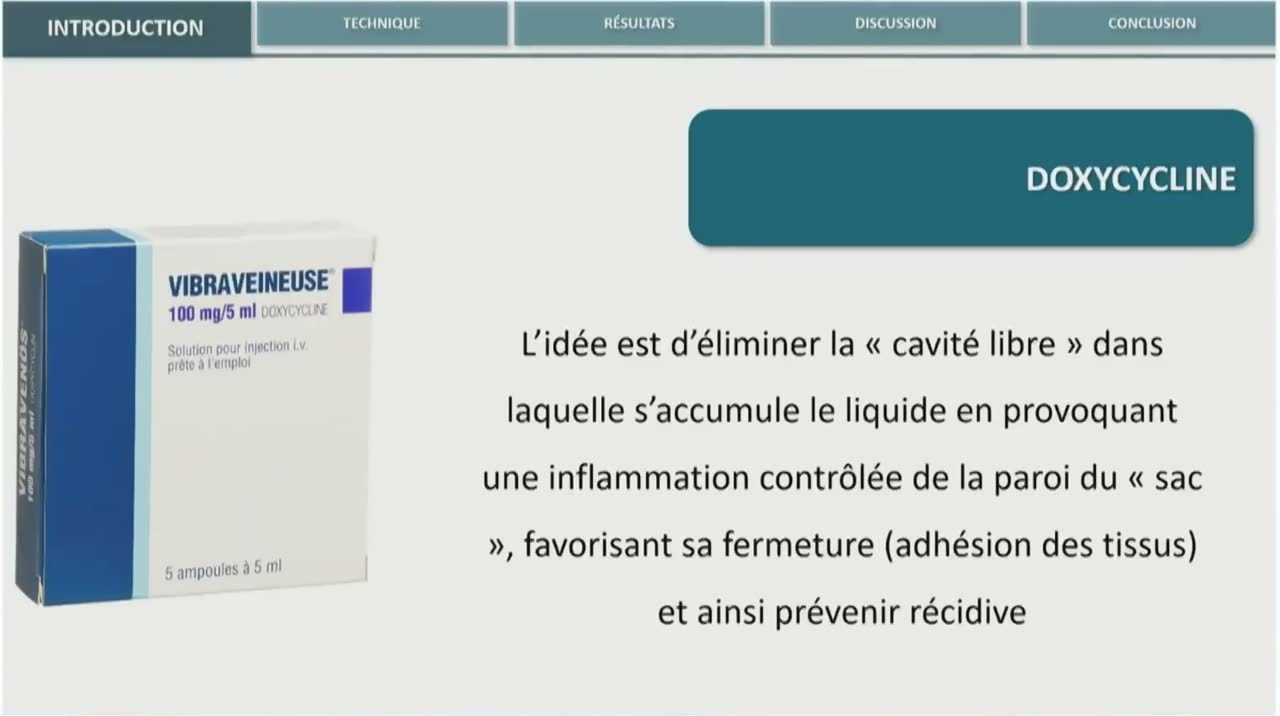 INTRODUCTION
TECHNIQUE
RÉSULTATS
DISCUSSION
CONCLUSION
DOXYCYCLINE
VIBRAVEINEUSE®
100 mg/5 ml DOXYCYCLINE
Solution pour injection i.v.
prête à l'emploi
5 ampoules à 5 ml
VIBRAVENÖS®
100 mg/5 ml
L’idée est d’éliminer la « cavité libre » dans
laquelle s’accumule le liquide en provoquant
une inflammation contrôlée de la paroi du « sac
», favorisant sa fermeture (adhésion des tissus)
et ainsi prévenir récidive